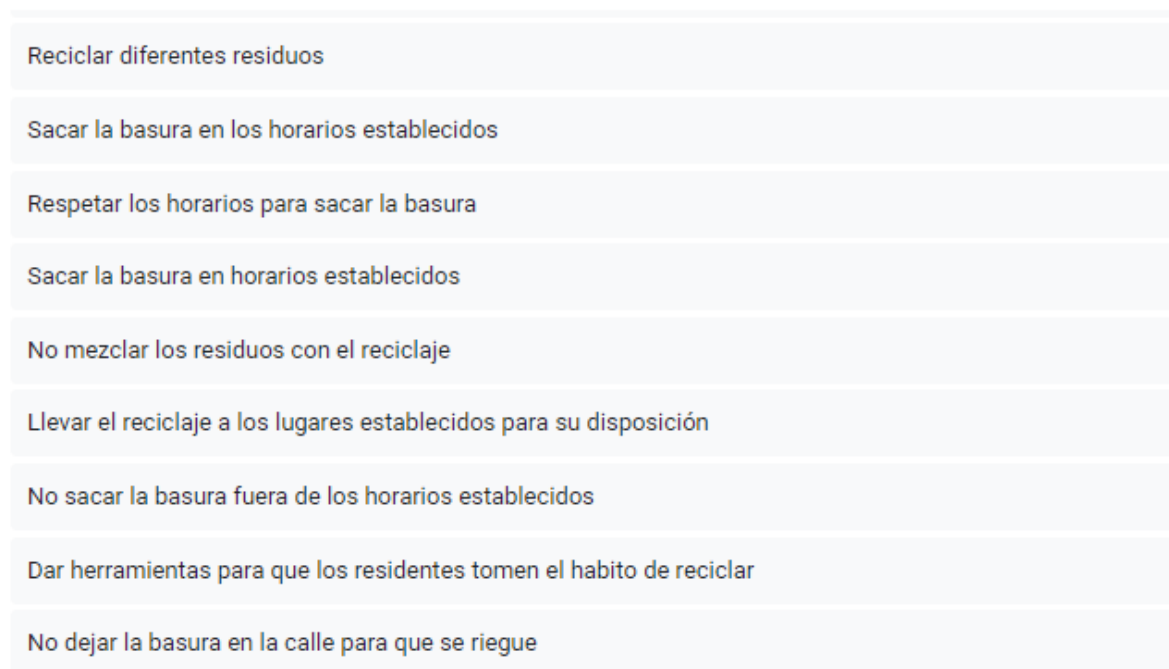 Reciclar diferentes residuos
Sacar la basura en los horarios establecidos
Respetar los horarios para sacar la basura
Sacar la basura en horarios establecidos
No mezclar los residuos con el reciclaje
Llevar el reciclaje a los lugares establecidos para su disposición
No sacar la basura fuera de los horarios establecidos
Dar herramientas para que los residentes tomen el habito de reciclar
No dejar la basura en la calle para que se riegue